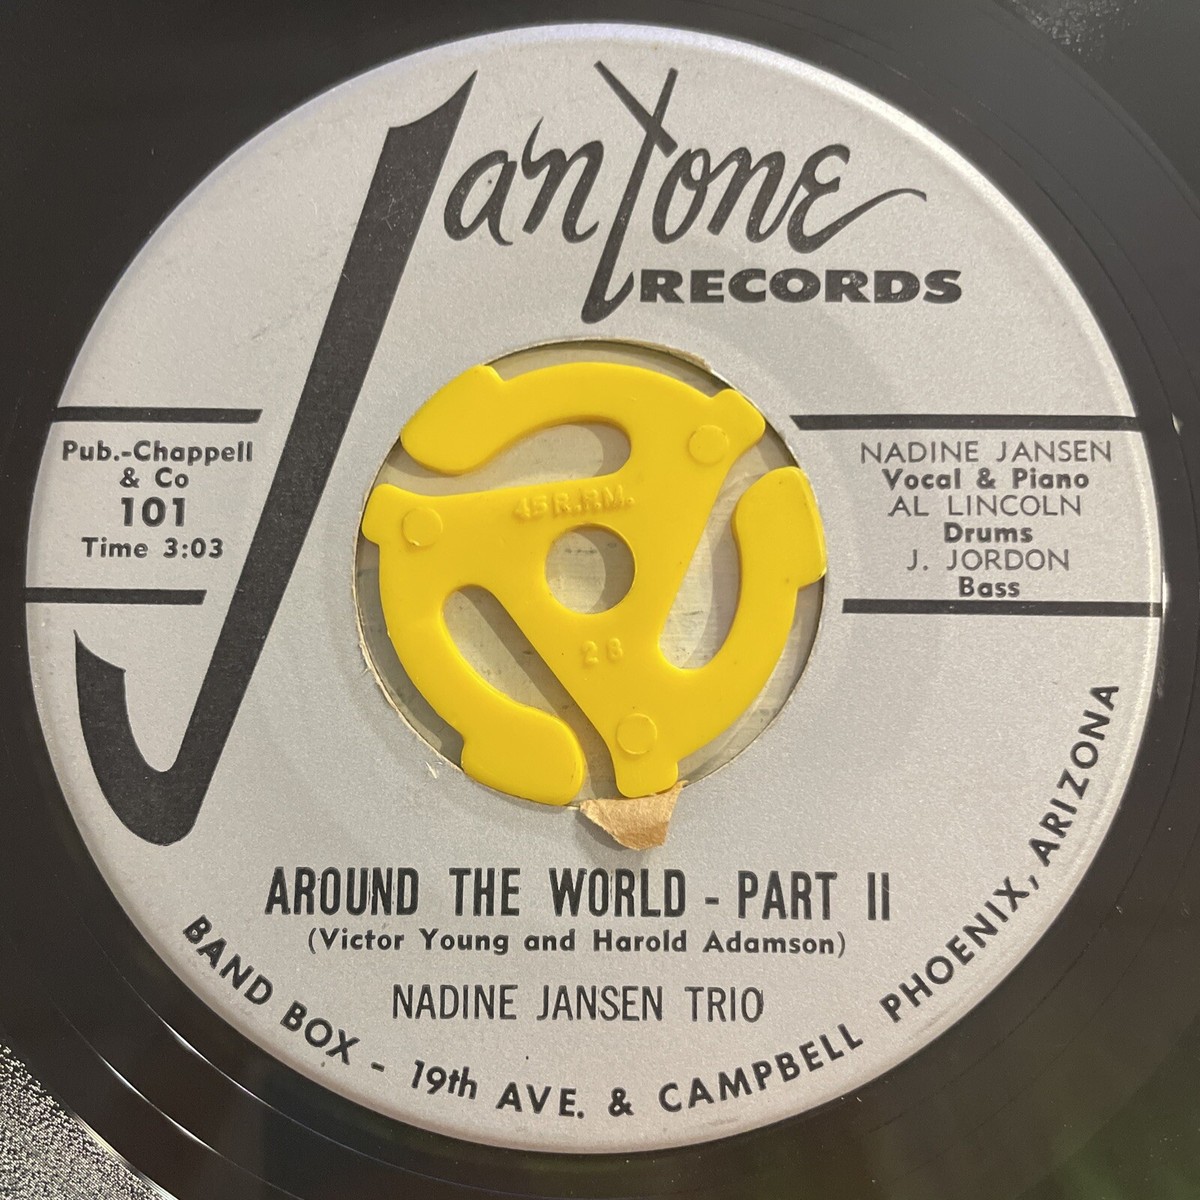 JanTone
RECORDS
Pub.-Chappell
& Co
101
Time 3:03
NADINE JANSEN
Vocal & Piano
AL LINCOLN
Drums
J. JORDON
Bass
45 R.P.M.
28
AROUND THE WORLD - PART II
(Victor Young and Harold Adamson)
NADINE JANSEN TRIO
BAND BOX - 19th AVE. & CAMPBELL PHOENIX, ARIZONA